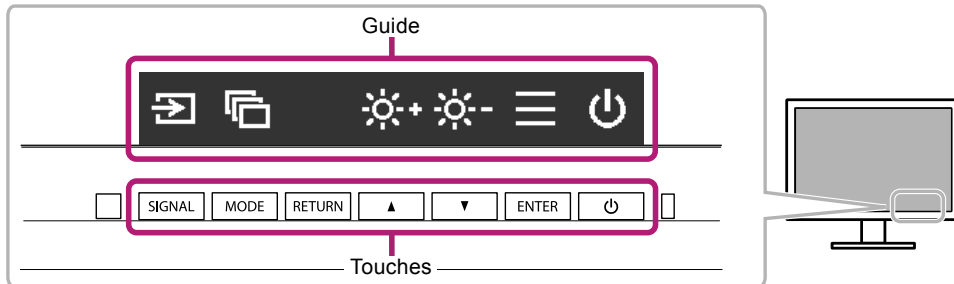 Guide
SIGNAL MODE RETURN ▲ ▼ ENTER
Touches